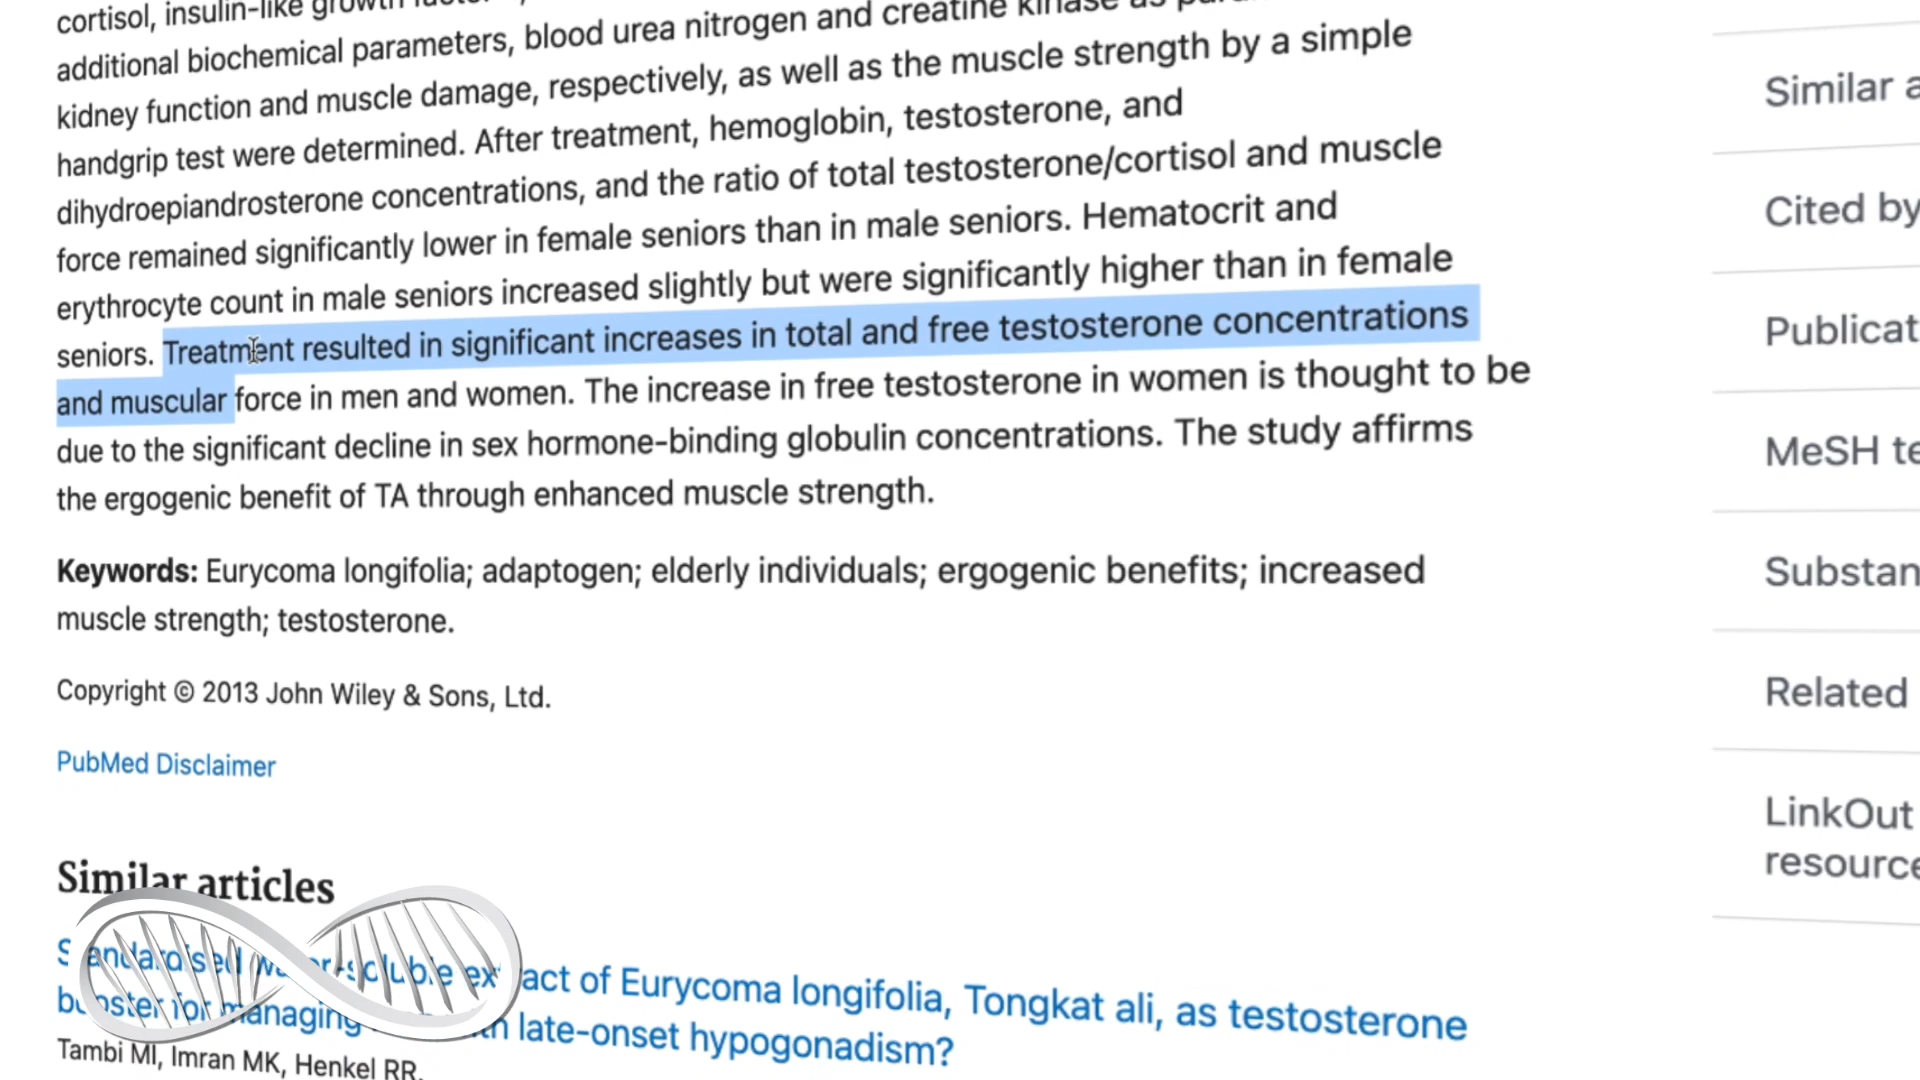 cortisol, insulin-like
additional biochemical parameters, blood urea nitrogen and creatine kinase as
kidney function and muscle damage, respectively, as well as the muscle strength by a simple
handgrip test were determined. After treatment, hemoglobin, testosterone, and
dihydroepiandrosterone concentrations, and the ratio of total testosterone/cortisol and muscle
force remained significantly lower in female seniors than in male seniors. Hematocrit and
erythrocyte count in male seniors increased slightly but were significantly higher than in female
seniors. Treatment resulted in significant increases in total and free testosterone concentrations
and muscular force in men and women. The increase in free testosterone in women is thought to be
due to the significant decline in sex hormone-binding globulin concentrations. The study affirms
the ergogenic benefit of TA through enhanced muscle strength.
Keywords: Eurycoma longifolia; adaptogen; elderly individuals; ergogenic benefits; increased
muscle strength; testosterone.
Copyright © 2013 John Wiley & Sons, Ltd.
PubMed Disclaimer
Similar articles
of Eurycoma longifolia, Tongkat ali, as testosterone
for managing late-onset hypogonadism?
Tambi MI, Imran MK, Henkel RR.
Similar
Cited by
Publicat
MeSH te
Substan
Related
LinkOut
resource